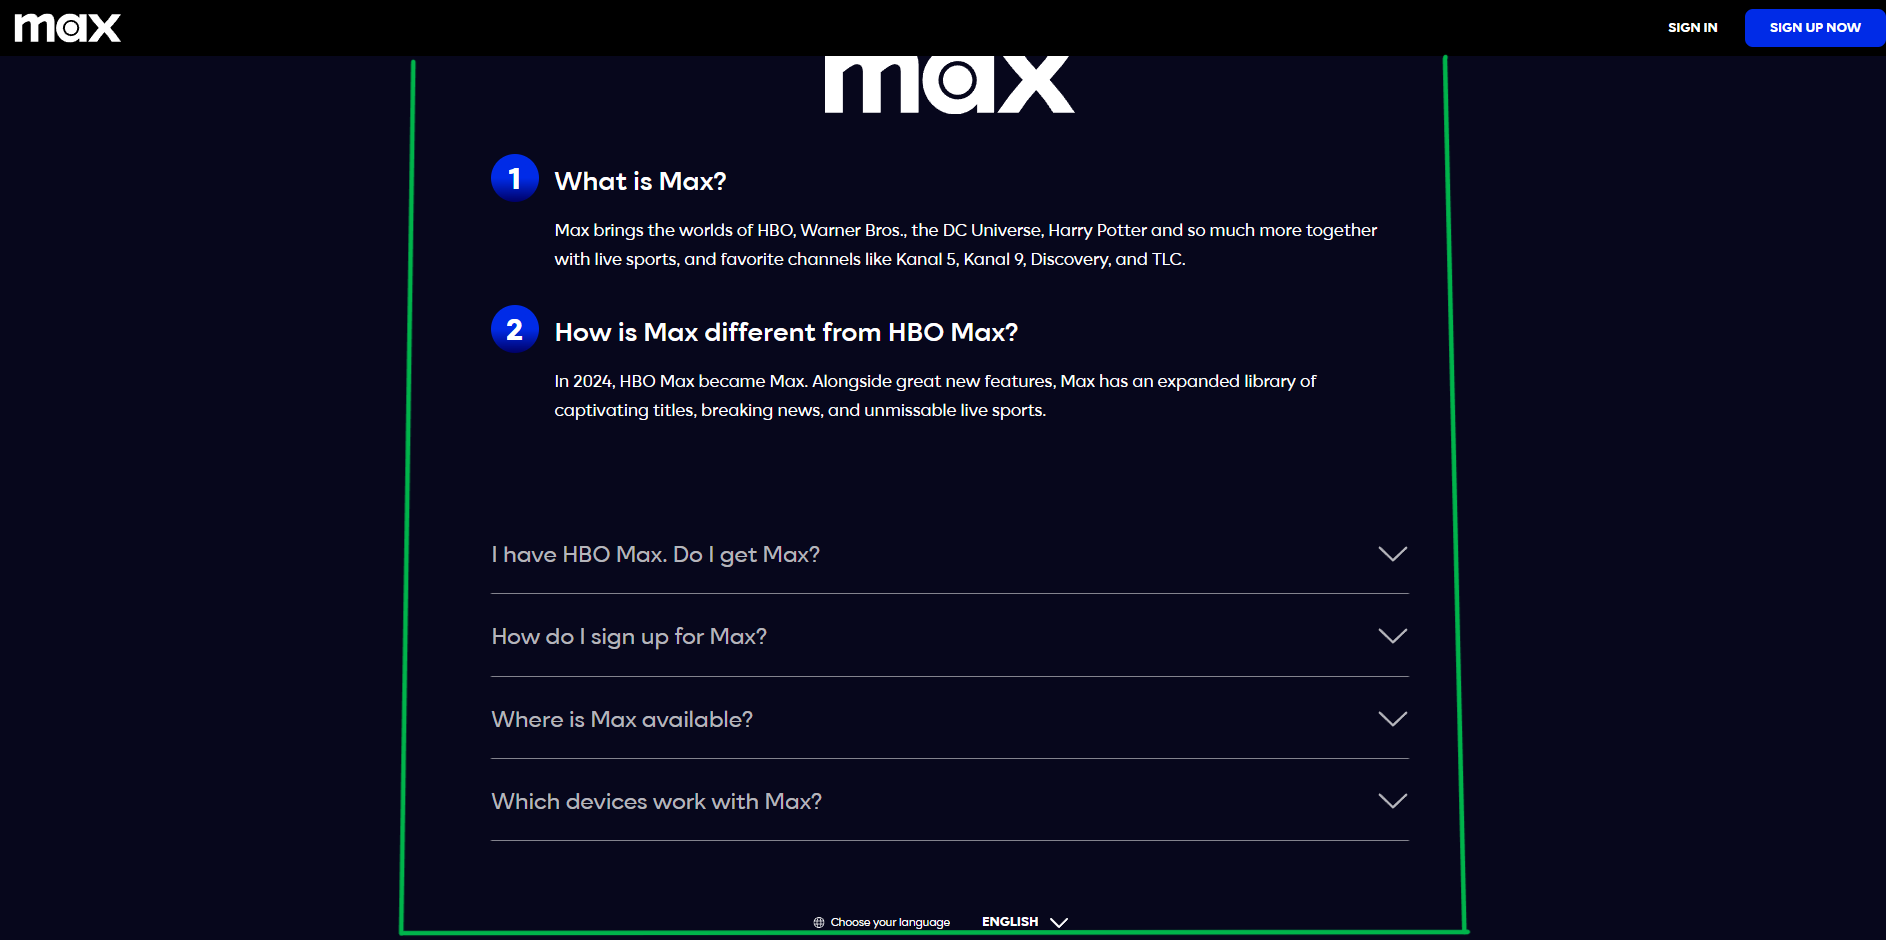 max
SIGN IN
SIGN UP NOW
max
1
What is Max?
Max brings the worlds of HBO, Warner Bros., the DC Universe, Harry Potter and so much more together
with live sports, and favorite channels like Kanal 5, Kanal 9, Discovery, and TLC.
2
How is Max different from HBO Max?
In 2024, HBO Max became Max. Alongside great new features, Max has an expanded library of
captivating titles, breaking news, and unmissable live sports.
I have HBO Max. Do I get Max?
How do I sign up for Max?
Where is Max available?
Which devices work with Max?
Choose your language
ENGLISH